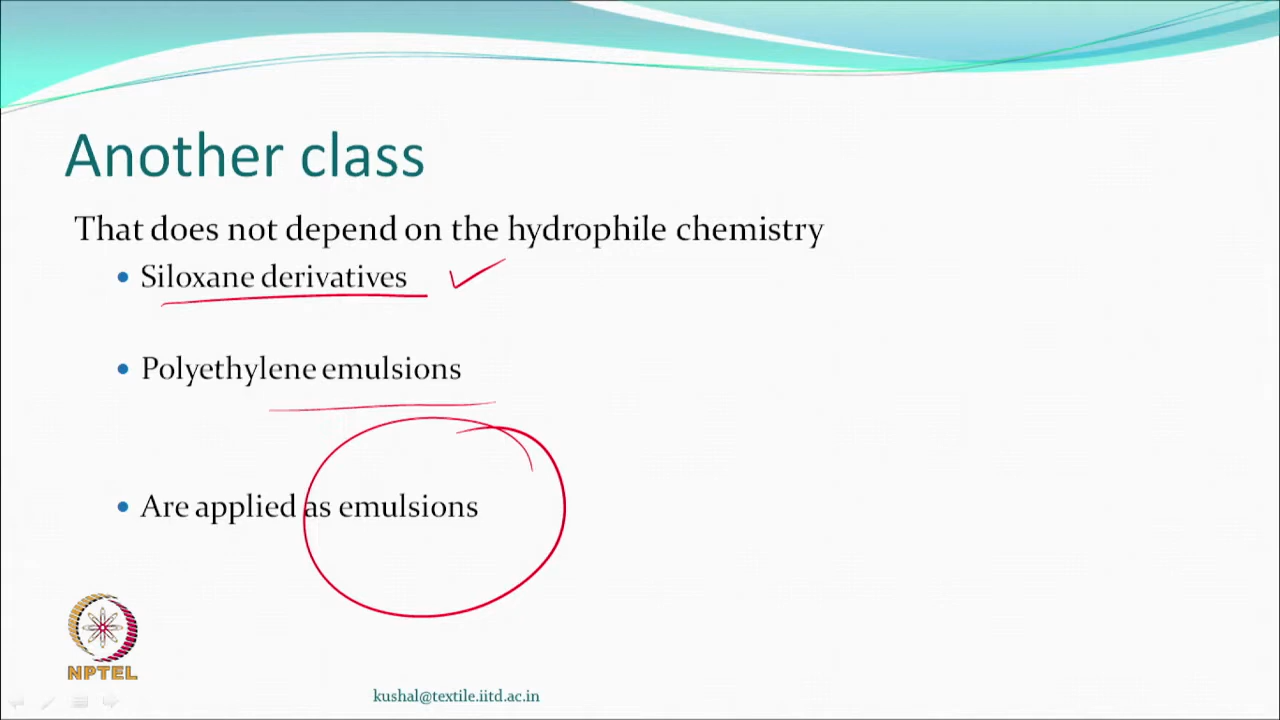 Another class
That does not depend on the hydrophile chemistry
• Siloxane derivatives
• Polyethylene emulsions
• Are applied as emulsions
NPTEL
kushal@textile.iitd.ac.in